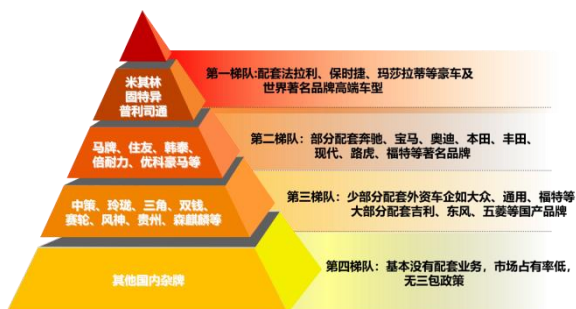 米其林
固特异
普利司通
第一梯队:配套法拉利、保时捷、玛莎拉蒂等豪车及
世界著名品牌高端车型
马牌、住友、韩泰、
倍耐力、优科豪马等
第二梯队：部分配套奔驰、宝马、奥迪、本田、丰田、
现代、路虎、福特等著名品牌
中策、玲珑、三角、双钱、
赛轮、风神、贵州、森麒麟等
第三梯队：少部分配套外资车企如大众、通用、福特等
大部分配套吉利、东风、五菱等国产品牌
其他国内杂牌
第四梯队：基本没有配套业务，市场占有率低，
无三包政策